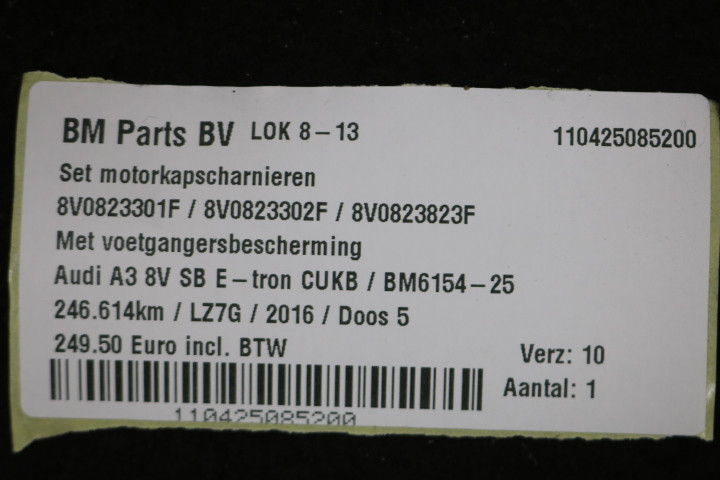 BM Parts BV LOK 8-13 110425085200
Set motorkapscharnieren
8V0823301F / 8V0823302F / 8V0823823F
Met voetgangersbescherming
Audi A3 8V SB E-tron CUKB / BM6154-25
246.614km / LZ7G / 2016 / Doos 5
249.50 Euro incl. BTW Verz: 10
Aantal: 1
110425085200